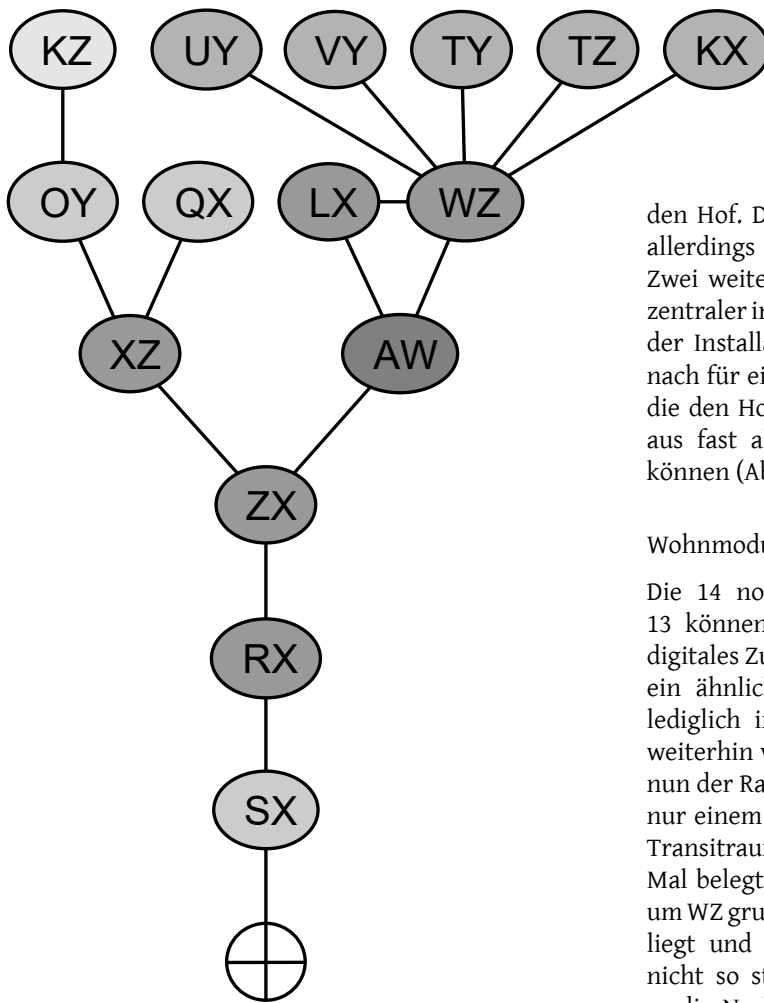 KZ UY VY TY TZ KX
OY QX LX WZ
XZ AW
ZX
RX
SX
den Hof. D
allerdings
Zwei weite
zentraler in
der Installa
nach für ei
die den Ho
aus fast a
können (Ab
Wohnmodu
Die 14 no
13 können
digitales Zu
ein ähnlic
lediglich i
weiterhin v
nun der Ra
nur einem
Transitrau
Mal belegt
um WZ gru
liegt und
nicht so st